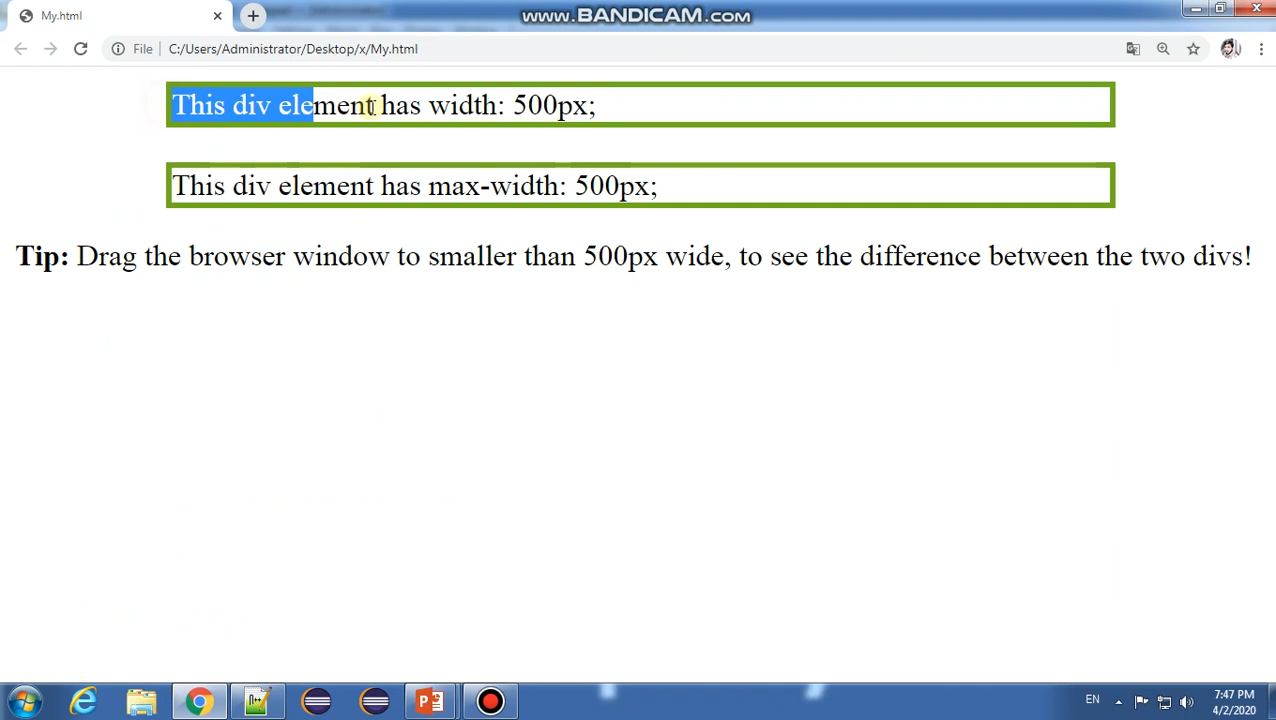 My.html
www.BANDICAM.com
File
C:/Users/Administrator/Desktop/x/My.html
This div element has width: 500px;
This div element has max-width: 500px;
Tip: Drag the browser window to smaller than 500px wide, to see the difference between the two divs!
EN
7:47 PM
4/2/2020